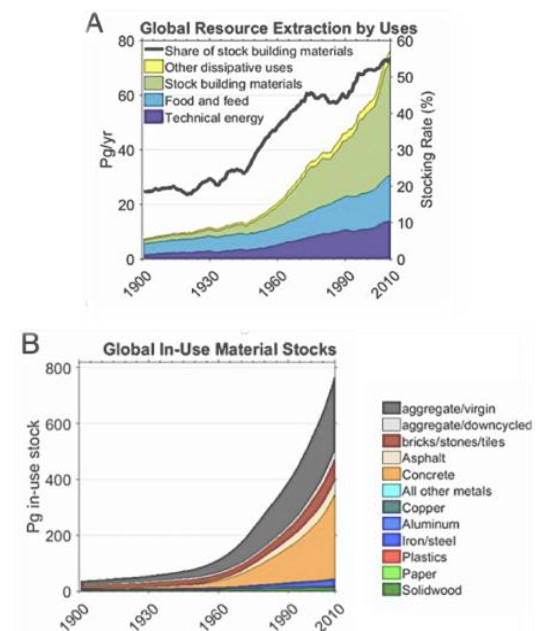 A
Global Resource Extraction by Uses
80
60
40
20
0
Pg/yr
Share of stock building materials
Other dissipative uses
Stock building materials
Food and feed
Technical energy
60
50
40
30
20
10
0
Stocking Rate (%)
1900
1930
1960
1990
2010
B
Global In-Use Material Stocks
800
600
400
200
0
Pg in-use stock
1900
1930
1960
1990
2010
aggregate/virgin
aggregate/downcycled
bricks/stones/tiles
Asphalt
Concrete
All other metals
Copper
Aluminum
Iron/steel
Plastics
Paper
Solidwood